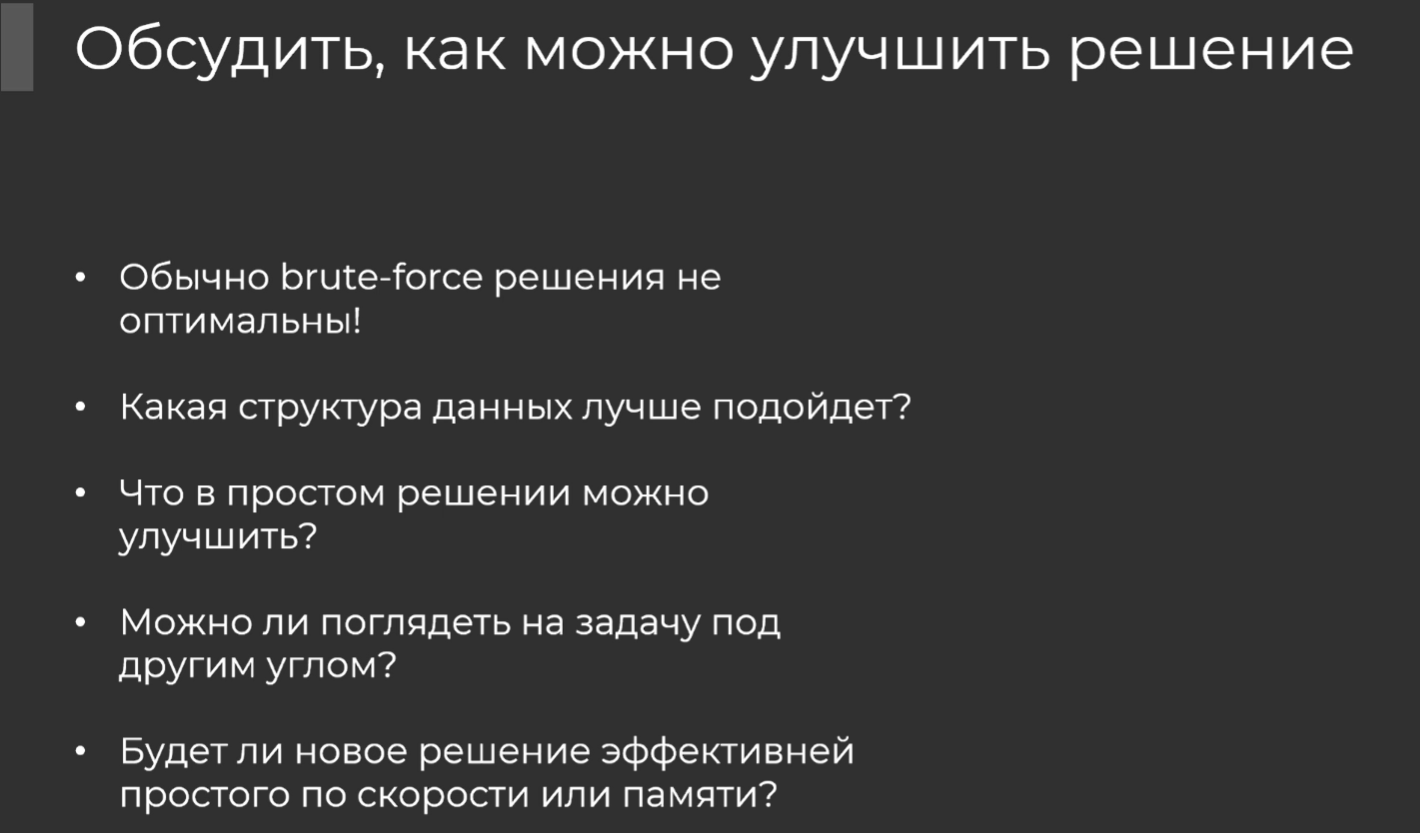 Обсудить, как можно улучшить решение
• Обычно brute-force решения не
оптимальны!
• Какая структура данных лучше подойдет?
• Что в простом решении можно
улучшить?
• Можно ли поглядеть на задачу под
другим углом?
• Будет ли новое решение эффективней
простого по скорости или памяти?